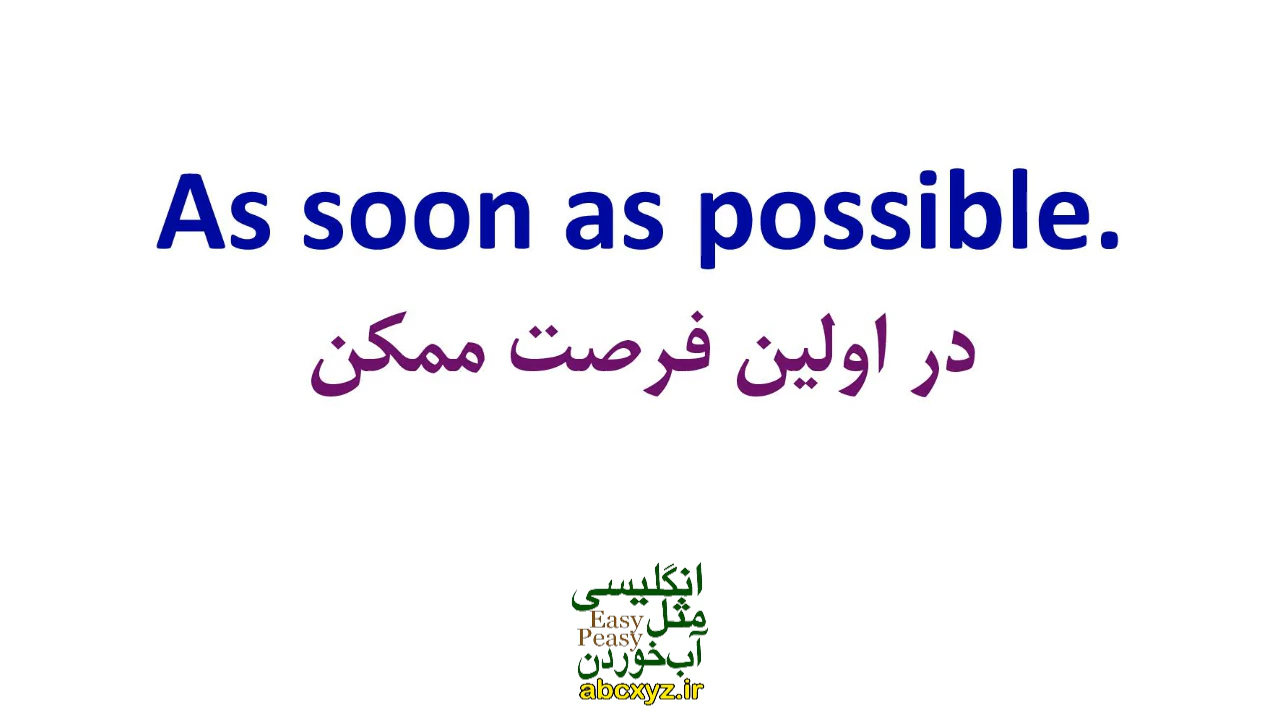 As soon as possible.
در اولین فرصت ممکن
انگلیسی
مثل
Easy
Peasy
آب‌خوردن
abcxyz.ir